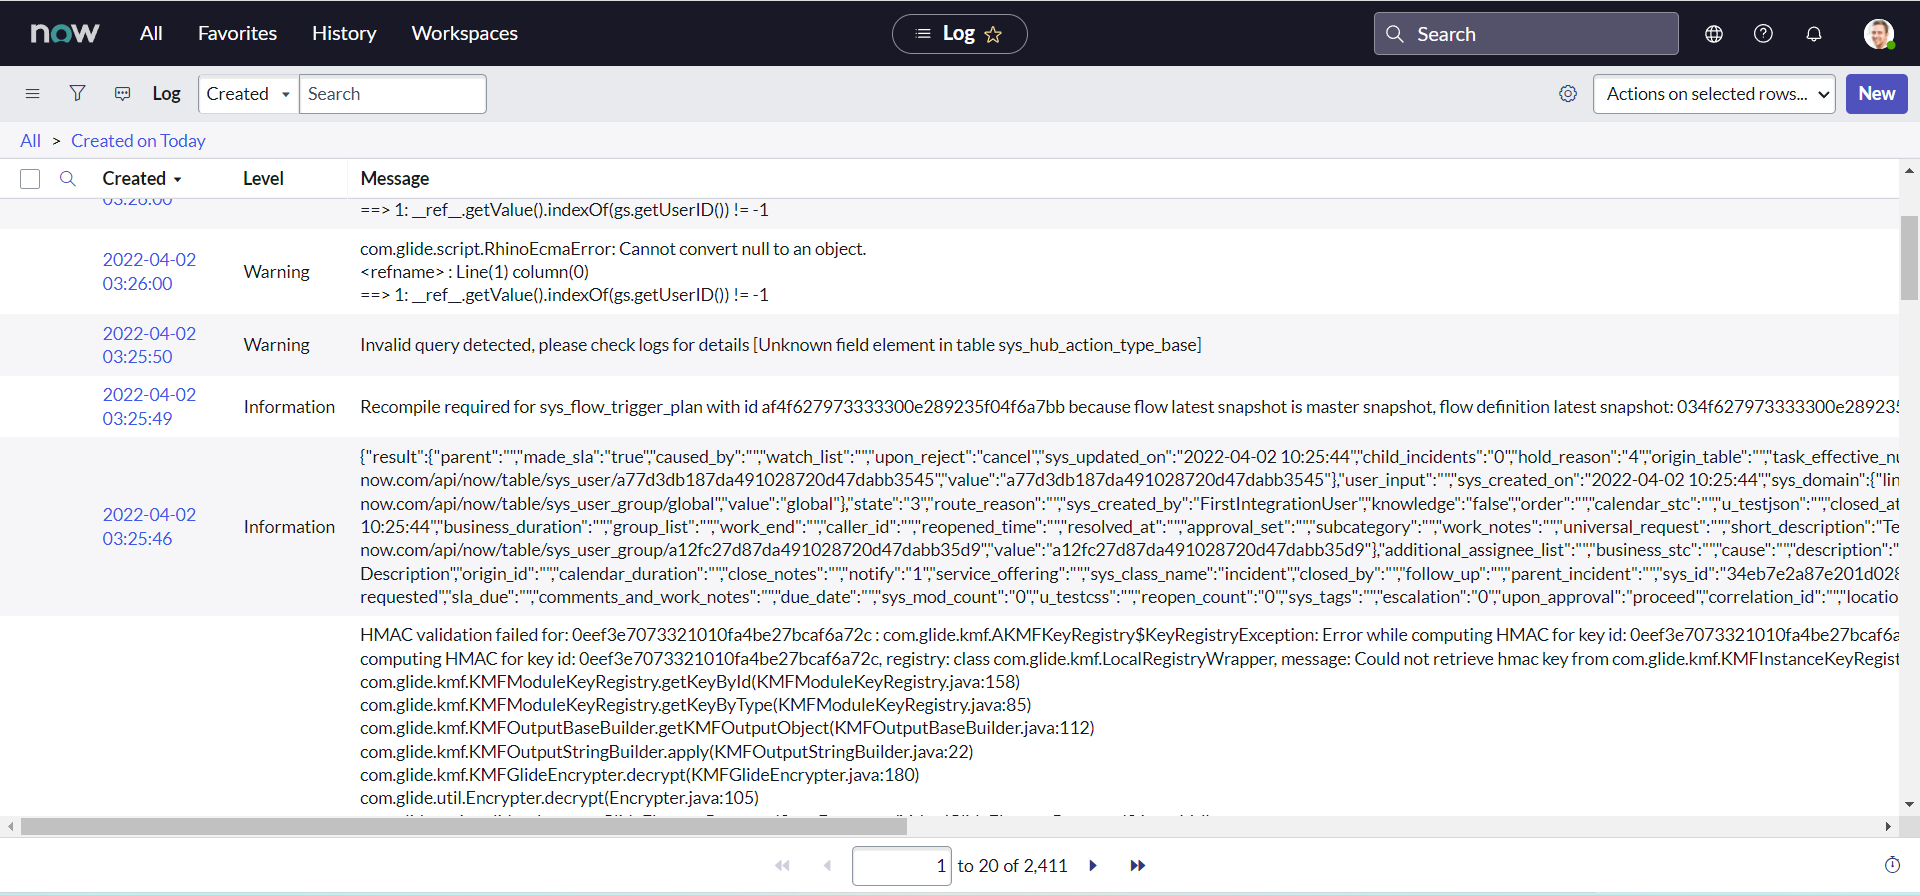 now All Favorites History Workspaces Log Search
Log Created Search Actions on selected rows... New
All > Created on Today
Created Level Message
03:26:00
==> 1: __ref__.getValue().indexOf(gs.getUserID()) != -1
2022-04-02
03:26:00
Warning
com.glide.script.RhinoEcmaError: Cannot convert null to an object.
<refname> : Line(1) column(0)
==> 1: __ref__.getValue().indexOf(gs.getUserID()) != -1
2022-04-02
03:25:50
Warning
Invalid query detected, please check logs for details [Unknown field element in table sys_hub_action_type_base]
2022-04-02
03:25:49
Information
Recompile required for sys_flow_trigger_plan with id af4f627973333300e289235f04f6a7bb because flow latest snapshot is master snapshot, flow definition latest snapshot: 034f627973333300e289235
2022-04-02
03:25:46
Information
{"result":{"parent":"","made_sla":"true","caused_by":"","watch_list":"","upon_reject":"cancel","sys_updated_on":"2022-04-02 10:25:44","child_incidents":"0","hold_reason":"4","origin_table":"","task_effective_nu
now.com/api/now/table/sys_user/a77d3db187da491028720d47dabb3545","value":"a77d3db187da491028720d47dabb3545"},"user_input":"","sys_created_on":"2022-04-02 10:25:44","sys_domain":{"lin
now.com/api/now/table/sys_user_group/global","value":"global"},"state":"3","route_reason":"","sys_created_by":"FirstIntegrationUser","knowledge":"false","order":"","calendar_stc":"","u_testjson":"","closed_at
10:25:44","business_duration":"","group_list":"","work_end":"","caller_id":"","reopened_time":"","resolved_at":"","approval_set":"","subcategory":"","work_notes":"","universal_request":"","short_description":"Te
now.com/api/now/table/sys_user_group/a12fc27d87da491028720d47dabb35d9","value":"a12fc27d87da491028720d47dabb35d9"},"additional_assignee_list":"","business_stc":"","cause":"","description":"
Description","origin_id":"","calendar_duration":"","close_notes":"","notify":"1","service_offering":"","sys_class_name":"incident","closed_by":"","follow_up":"","parent_incident":"","sys_id":"34eb7e2a87e201d028
requested","sla_due":"","comments_and_work_notes":"","due_date":"","sys_mod_count":"0","u_testcss":"","reopen_count":"0","sys_tags":"","escalation":"0","upon_approval":"proceed","correlation_id":"","locatio
HMAC validation failed for: 0eef3e7073321010fa4be27bcaf6a72c : com.glide.kmf.AKMFKeyRegistry$KeyRegistryException: Error while computing HMAC for key id: 0eef3e7073321010fa4be27bcaf6a
computing HMAC for key id: 0eef3e7073321010fa4be27bcaf6a72c, registry: class com.glide.kmf.LocalRegistryWrapper, message: Could not retrieve hmac key from com.glide.kmf.KMFInstanceKeyRegist
com.glide.kmf.KMFModuleKeyRegistry.getKeyById(KMFModuleKeyRegistry.java:158)
com.glide.kmf.KMFModuleKeyRegistry.getKeyByType(KMFModuleKeyRegistry.java:85)
com.glide.kmf.KMFOutputBaseBuilder.getKMFOutputObject(KMFOutputBaseBuilder.java:112)
com.glide.kmf.KMFOutputStringBuilder.apply(KMFOutputStringBuilder.java:22)
com.glide.kmf.KMFGlideEncrypter.decrypt(KMFGlideEncrypter.java:180)
com.glide.util.Encrypter.decrypt(Encrypter.java:105)
1 to 20 of 2,411